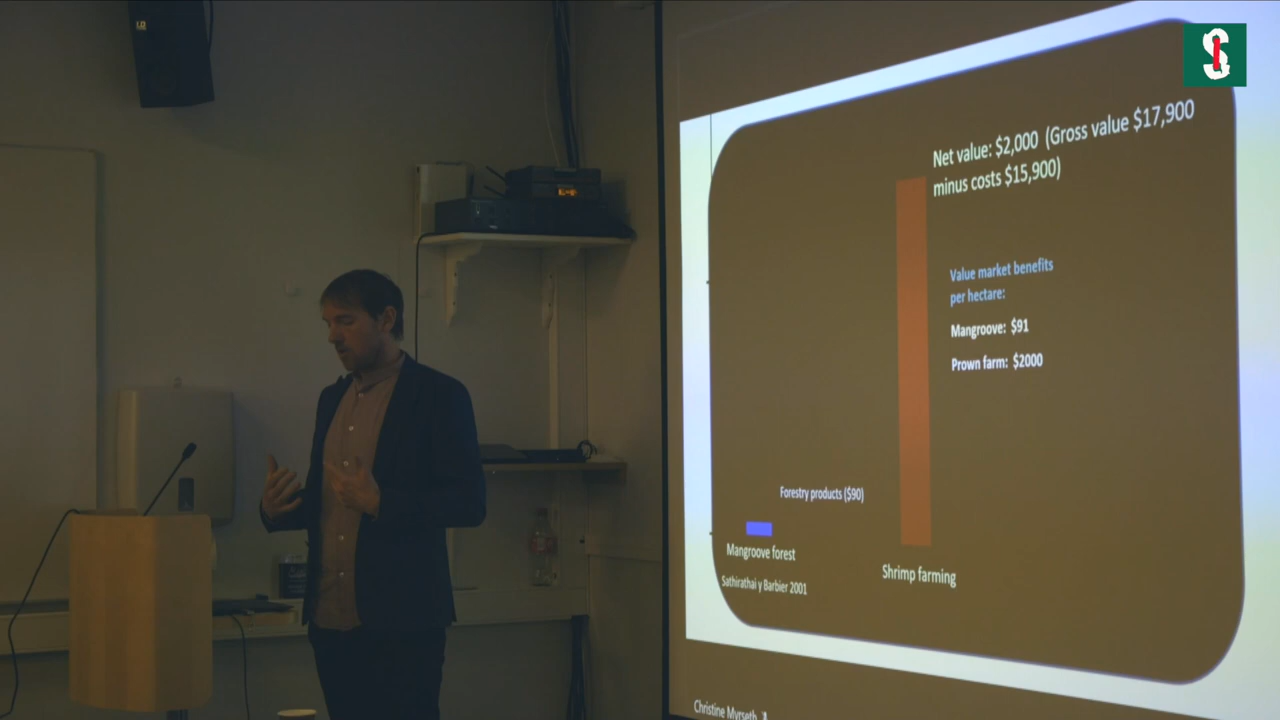 Net value: $2,000 (Gross value $17,900
minus costs $15,900)
Value market benefits
per hectare:
Mangroove: $91
Prown farm: $2000
Forestry products ($90)
Mangroove forest
Sathirathai y Barbier 2001
Shrimp farming
Christine Myrseth